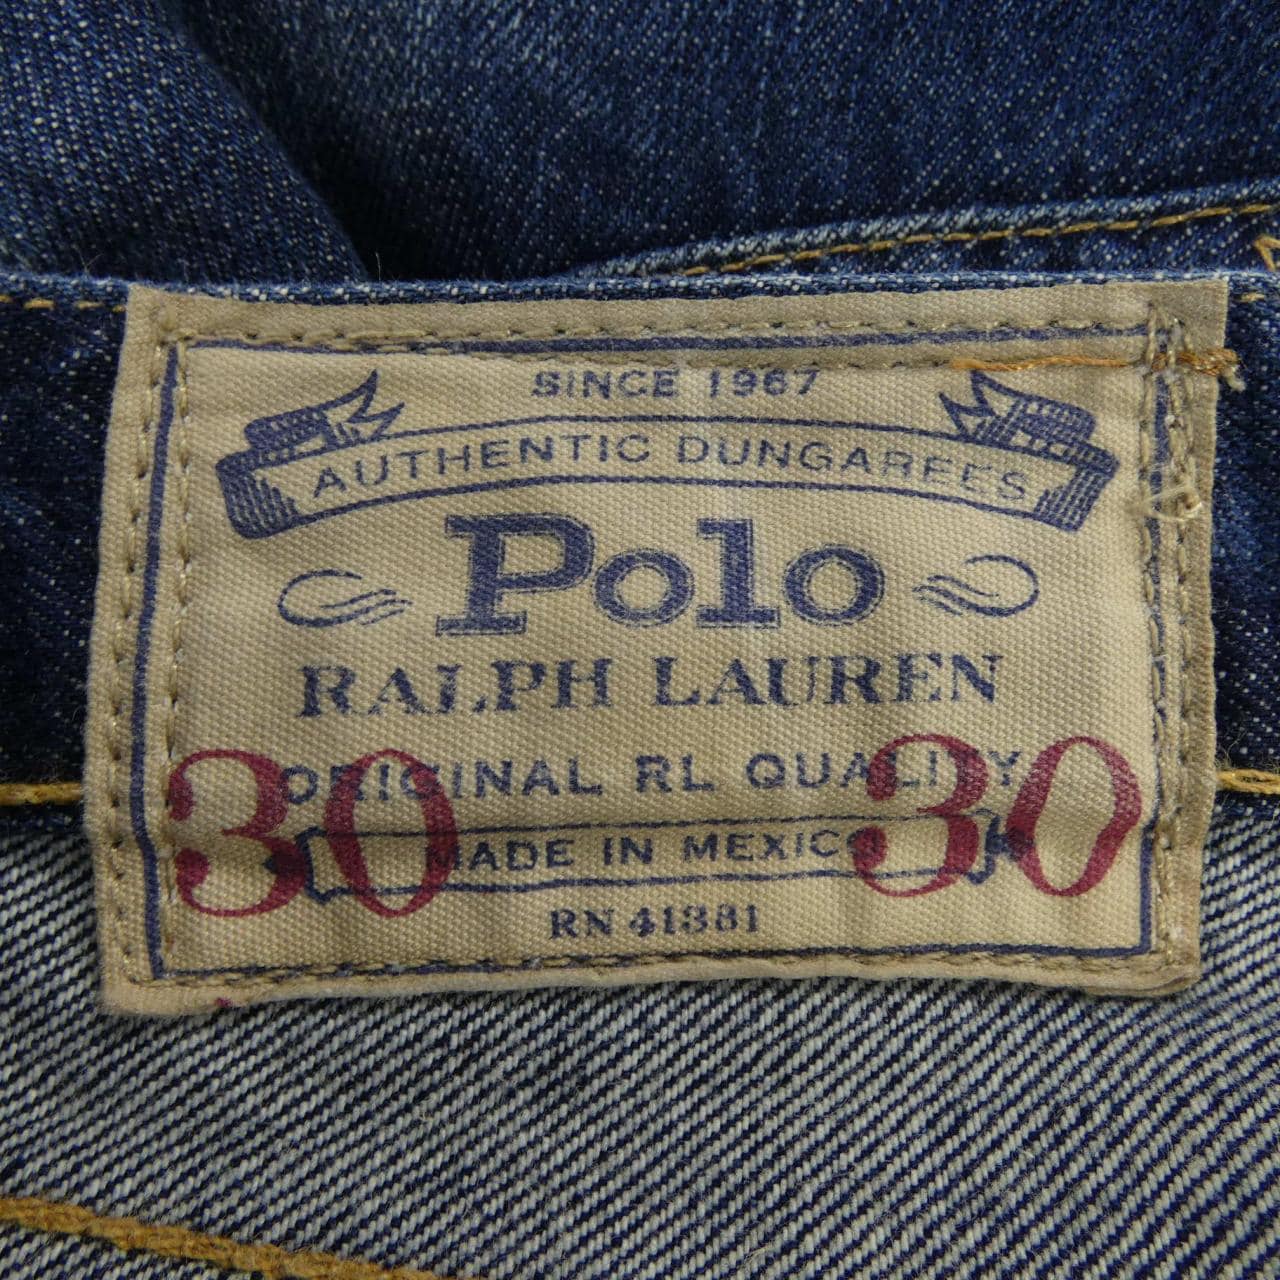 SINCE 1967
AUTHENTIC DUNGAREES
Polo
RALPH LAUREN
ORIGINAL RL QUALITY
30 30
MADE IN MEXICO
RN 41381